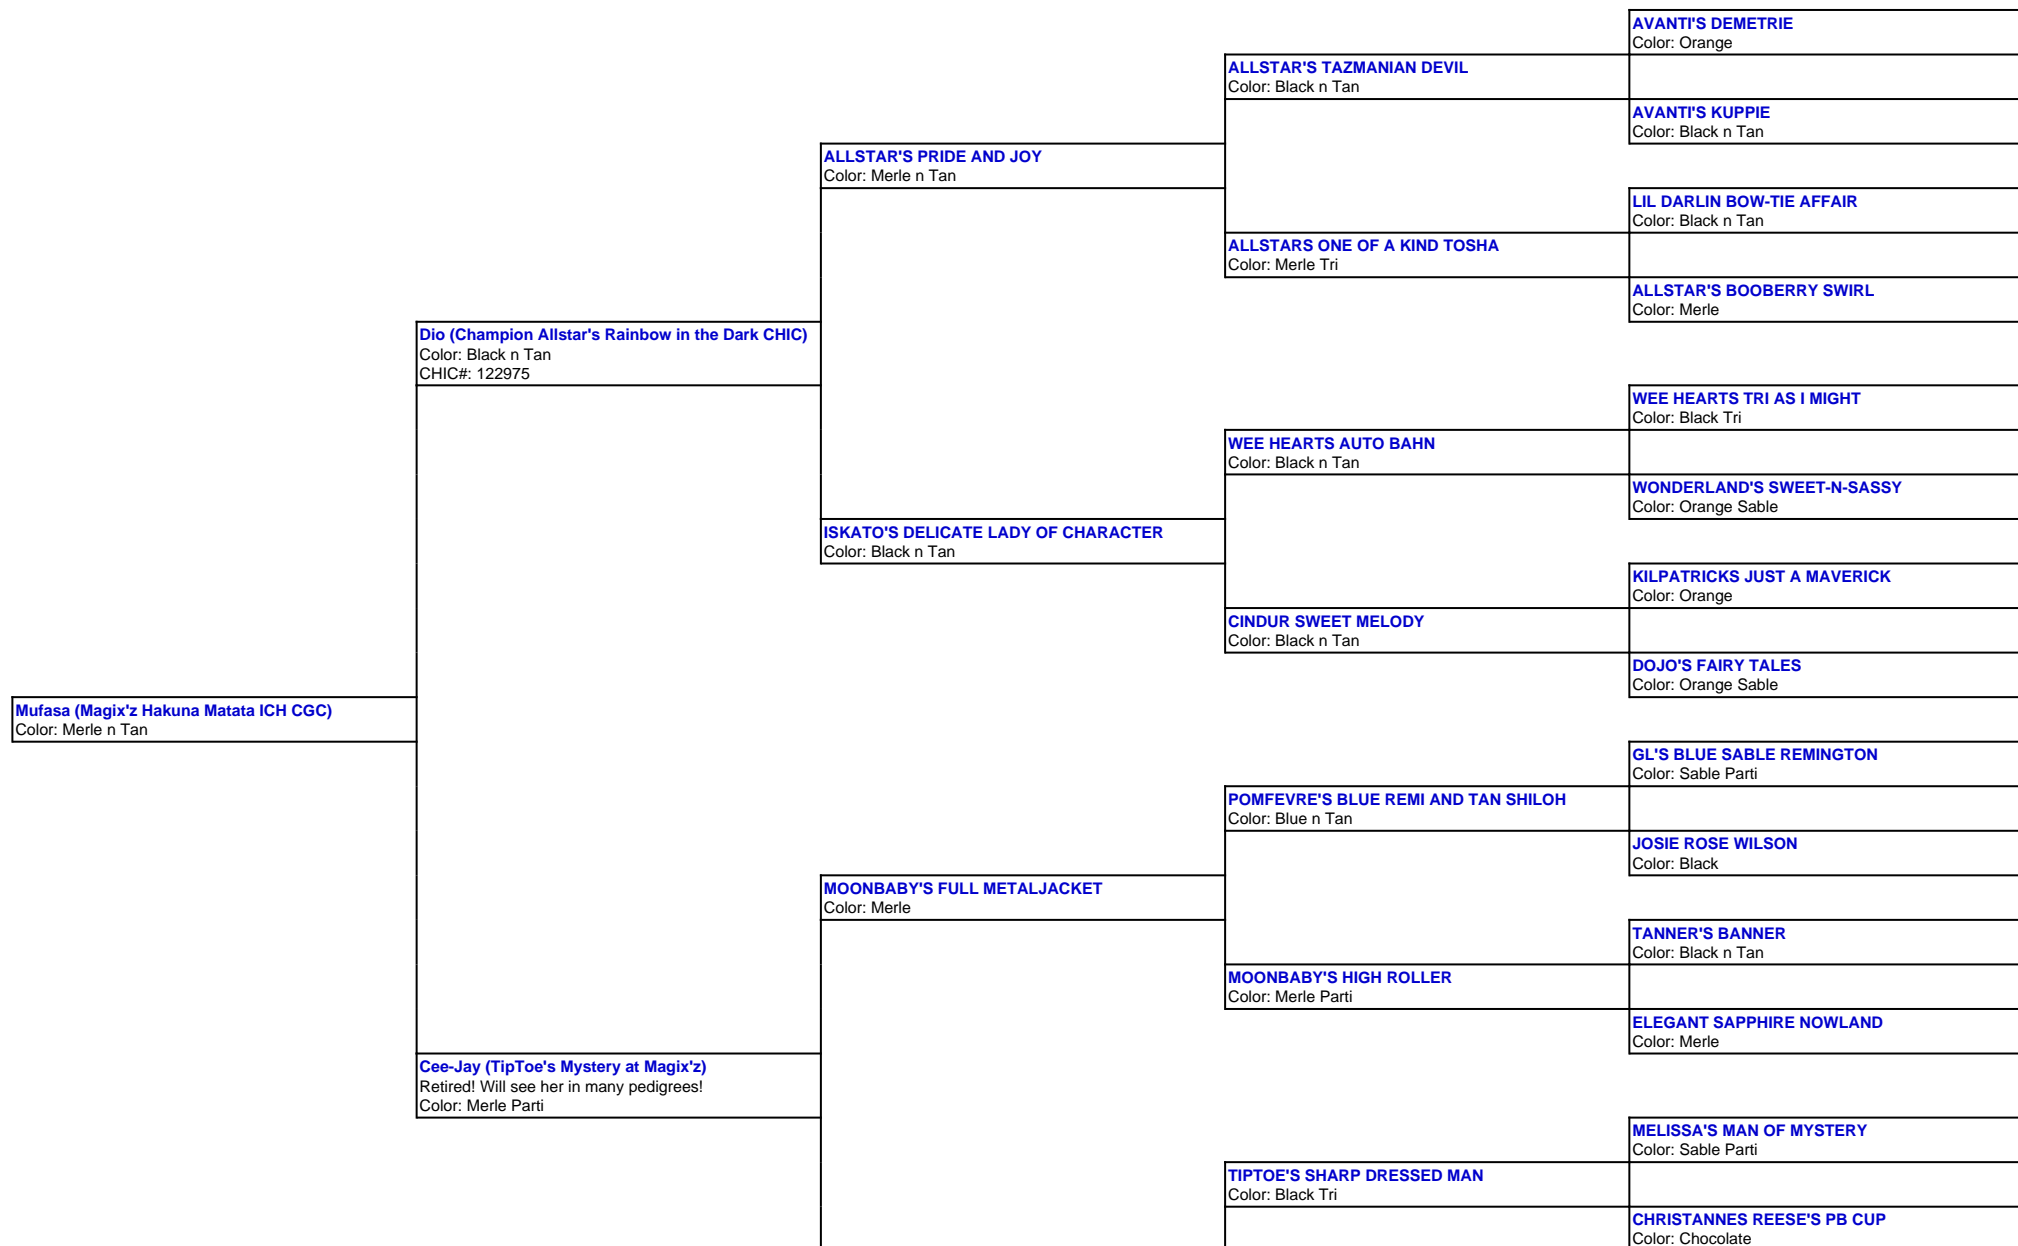 AVANTI'S DEMETRIE
Color: Orange
ALLSTAR'S TAZMANIAN DEVIL
Color: Black n Tan
AVANTI'S KUPPIE
Color: Black n Tan
ALLSTAR'S PRIDE AND JOY
Color: Merle n Tan
LIL DARLIN BOW-TIE AFFAIR
Color: Black n Tan
ALLSTARS ONE OF A KIND TOSHA
Color: Merle Tri
ALLSTAR'S BOOBERRY SWIRL
Color: Merle
Dio (Champion Allstar's Rainbow in the Dark CHIC)
Color: Black n Tan
CHIC#: 122975
WEE HEARTS TRI AS I MIGHT
Color: Black Tri
WEE HEARTS AUTO BAHN
Color: Black n Tan
WONDERLAND'S SWEET-N-SASSY
Color: Orange Sable
ISKATO'S DELICATE LADY OF CHARACTER
Color: Black n Tan
KILPATRICKS JUST A MAVERICK
Color: Orange
CINDUR SWEET MELODY
Color: Black n Tan
DOJO'S FAIRY TALES
Color: Orange Sable
Mufasa (Magix'z Hakuna Matata ICH CGC)
Color: Merle n Tan
GL'S BLUE SABLE REMINGTON
Color: Sable Parti
POMFEVRE'S BLUE REMI AND TAN SHILOH
Color: Blue n Tan
JOSIE ROSE WILSON
Color: Black
MOONBABY'S FULL METALJACKET
Color: Merle
TANNER'S BANNER
Color: Black n Tan
MOONBABY'S HIGH ROLLER
Color: Merle Parti
ELEGANT SAPPHIRE NOWLAND
Color: Merle
Cee-Jay (TipToe's Mystery at Magix'z)
Retired! Will see her in many pedigrees!
Color: Merle Parti
MELISSA'S MAN OF MYSTERY
Color: Sable Parti
TIPTOE'S SHARP DRESSED MAN
Color: Black Tri
CHRISTANNES REESE'S PB CUP
Color: Chocolate